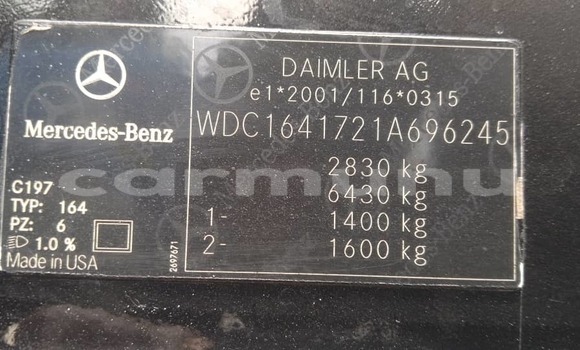 DAIMLER AG
e1*2001/116*0315
Mercedes-Benz
WDC1641721A696245
2830 kg
6430 kg
1- 1400 kg
2- 1600 kg
C197
TYP: 164
PZ: 6
1.0 %
Made in USA
2697671